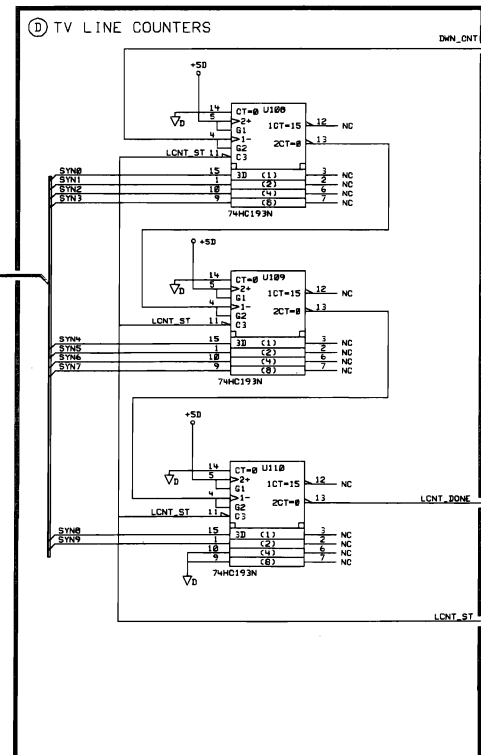 D TV LINE COUNTERS
DWN_CNT
+5D
14 CT=0 U108
5 >2+
D G1 1CT=15 12 NC
4 >1- 2CT=0 13
G2
LCNT_ST 11 C3
SYN0 15 3D (1) 3 NC
SYN1 1 (2) 2 NC
SYN2 10 (4) 6 NC
SYN3 9 (8) 7 NC
74HC193N
+5D
14 CT=0 U109
5 >2+ 1CT=15 12 NC
D G1
4 >1- 2CT=0 13
G2
LCNT_ST 11 C3
SYN4 15 3D (1) 3 NC
SYN5 1 (2) 2 NC
SYN6 10 (4) 6 NC
SYN7 9 (8) 7 NC
74HC193N
+5D
14 CT=0 U110
5 >2+ 1CT=15 12 NC
D G1
4 >1- 2CT=0 13 LCNT_DONE
G2
LCNT_ST 11 C3
SYN8 15 3D (1) 3 NC
SYN9 1 (2) 2 NC
10 (4) 6 NC
9 (8) 7 NC
D 74HC193N
LCNT_ST